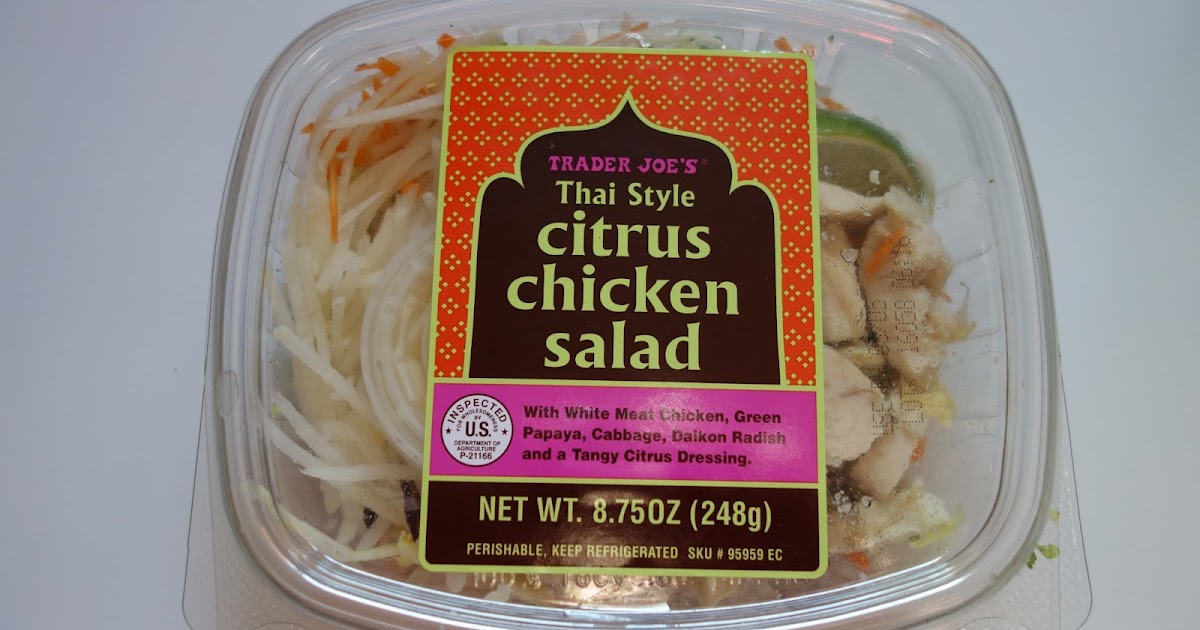 TRADER JOE'S®
Thai Style
citrus
chicken
salad
INSPECTED
FOR WHOLESOMENESS
BY
U.S.
DEPARTMENT OF
AGRICULTURE
P-21166
With White Meat Chicken, Green
Papaya, Cabbage, Daikon Radish
and a Tangy Citrus Dressing.
NET WT. 8.75OZ (248g)
PERISHABLE, KEEP REFRIGERATED SKU # 95959 EC